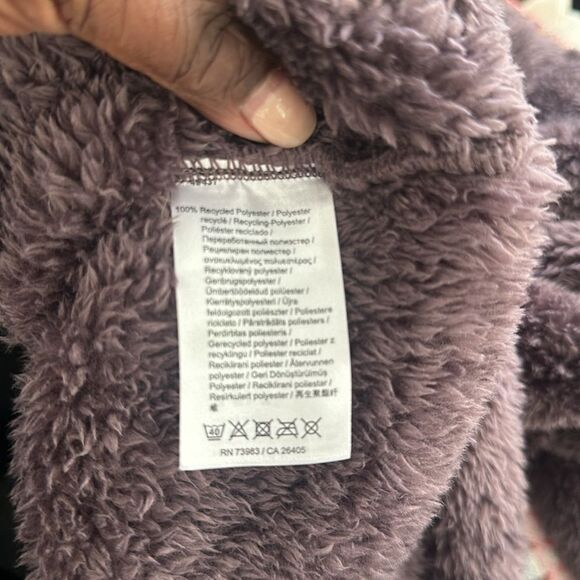 100% Recycled Polyester / Polyester
recyclé / Recycling-Polyester /
Poliéster reciclado /
Переработанный полиэстер /
Рециклиран полиестер /
ανακυκλωμένος πολυεστέρας /
Recyklovaný polyester /
Genbrugspolyester /
Ümbertöödeldud polüester /
Kierrätyspolyesteri / Újra
feldolgozott poliészter / Poliestere
riciclato / Pārstrādāts poliesters /
Perdirbtas poliesteris /
Gerecycled polyester / Poliester z
recyklingu / Poliester reciclat /
Reciklirani poliester / Återvunnen
polyester / Geri Dönüştürülmüş
Polyester / Reciklirani poliestar /
Resirkulert polyester / 再生聚酯纤
维
40
RN 73983 / CA 26405